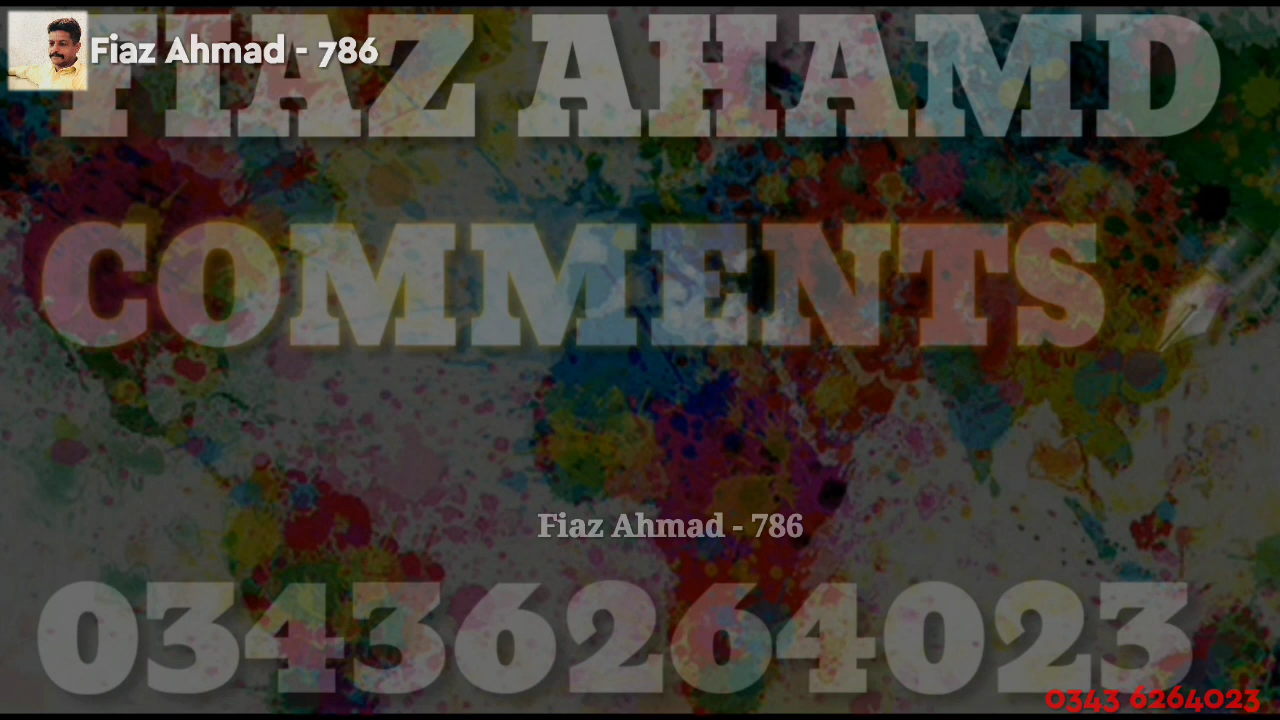 FIAZ AHAMD
Fiaz Ahmad - 786
COMMENTS
Fiaz Ahmad - 786
03436264023
0343 6264023